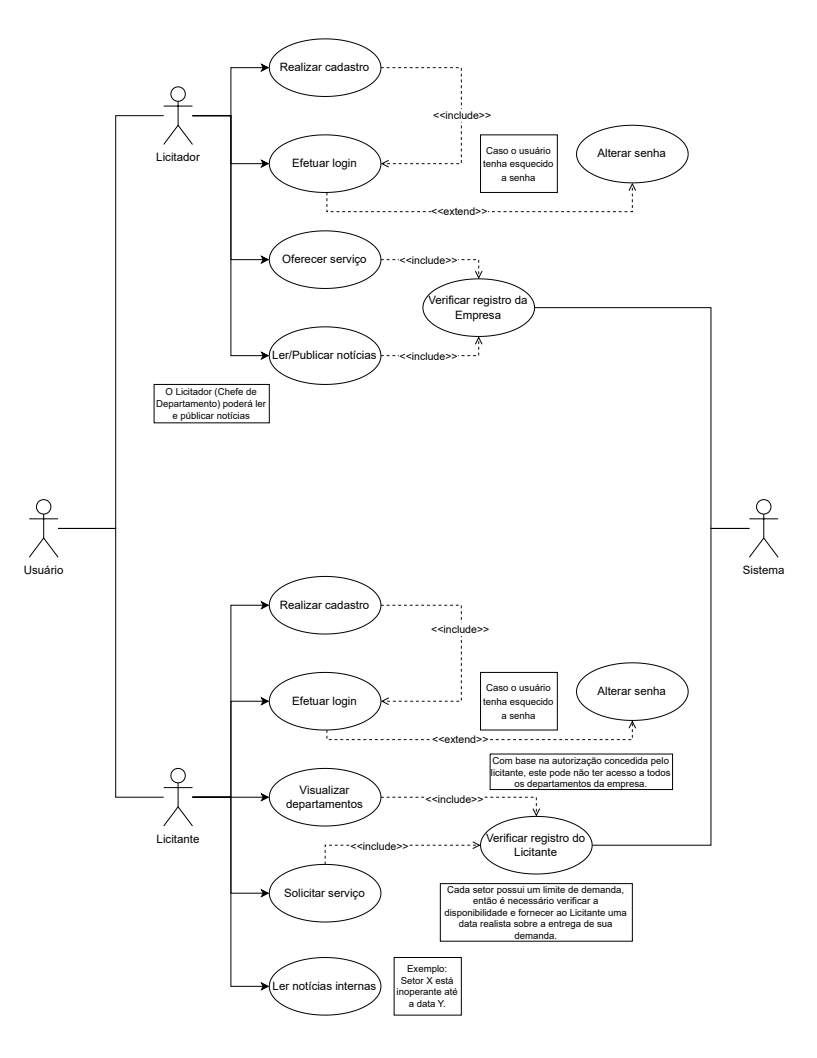 Realizar cadastro
<<include>>
Licitador
Efetuar login
Caso o usuário
tenha esquecido
a senha
Alterar senha
<<extend>>
Oferecer serviço
<<include>>
Verificar registro da
Empresa
Ler/Publicar notícias
<<include>>
O Licitador (Chefe de
Departamento) poderá ler
e públicar notícias
Usuário
Sistema
Realizar cadastro
<<include>>
Efetuar login
Caso o usuário
tenha esquecido
a senha
Alterar senha
<<extend>>
Com base na autorização concedida pelo
licitante, este pode não ter acesso a todos
os departamentos da empresa.
Licitante
Visualizar
departamentos
<<include>>
Verificar registro do
Licitante
<<include>>
Solicitar serviço
Cada setor possui um limite de demanda,
então é necessário verificar a
disponibilidade e fornecer ao Licitante uma
data realista sobre a entrega de sua
demanda.
Ler notícias internas
Exemplo:
Setor X está
inoperante até
a data Y.